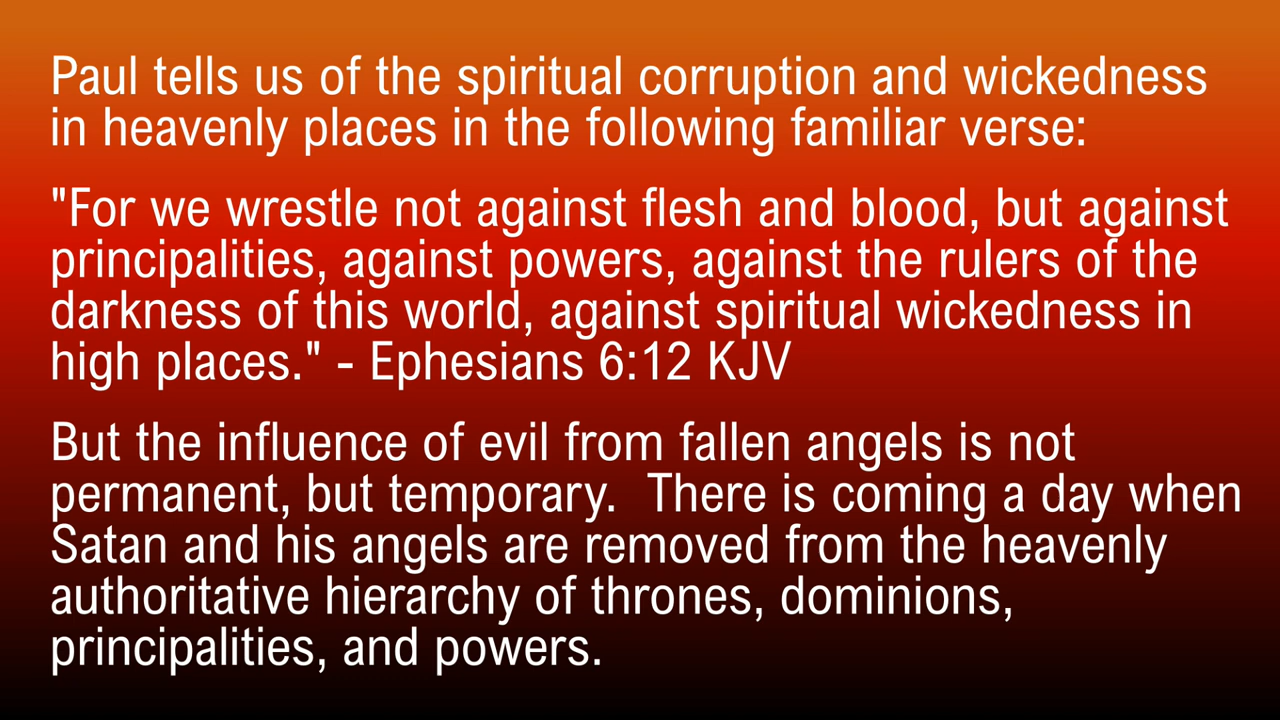 Paul tells us of the spiritual corruption and wickedness
in heavenly places in the following familiar verse:
"For we wrestle not against flesh and blood, but against
principalities, against powers, against the rulers of the
darkness of this world, against spiritual wickedness in
high places." - Ephesians 6:12 KJV
But the influence of evil from fallen angels is not
permanent, but temporary.  There is coming a day when
Satan and his angels are removed from the heavenly
authoritative hierarchy of thrones, dominions,
principalities, and powers.